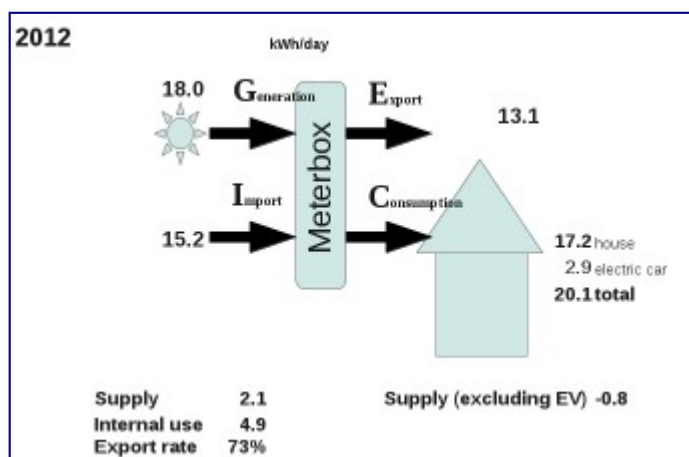 2012
kWh/day
18.0
Generation
Export
13.1
Meterbox
Import
Consumption
15.2
17.2 house
2.9 electric car
20.1 total
Supply 2.1
Supply (excluding EV) -0.8
Internal use 4.9
Export rate 73%